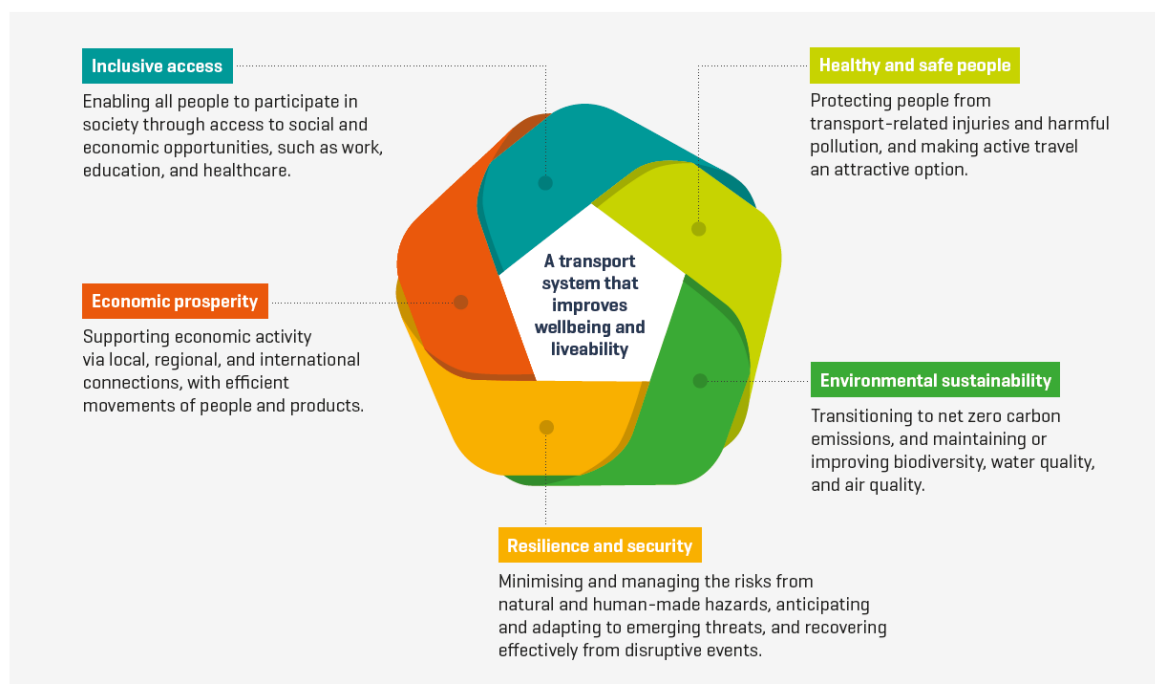 Inclusive access
Enabling all people to participate in
society through access to social and
economic opportunities, such as work,
education, and healthcare.
Healthy and safe people
Protecting people from
transport-related injuries and harmful
pollution, and making active travel
an attractive option.
A transport
system that
improves
wellbeing and
liveability
Economic prosperity
Supporting economic activity
via local, regional, and international
connections, with efficient
movements of people and products.
Environmental sustainability
Transitioning to net zero carbon
emissions, and maintaining or
improving biodiversity, water quality,
and air quality.
Resilience and security
Minimising and managing the risks from
natural and human-made hazards, anticipating
and adapting to emerging threats, and recovering
effectively from disruptive events.